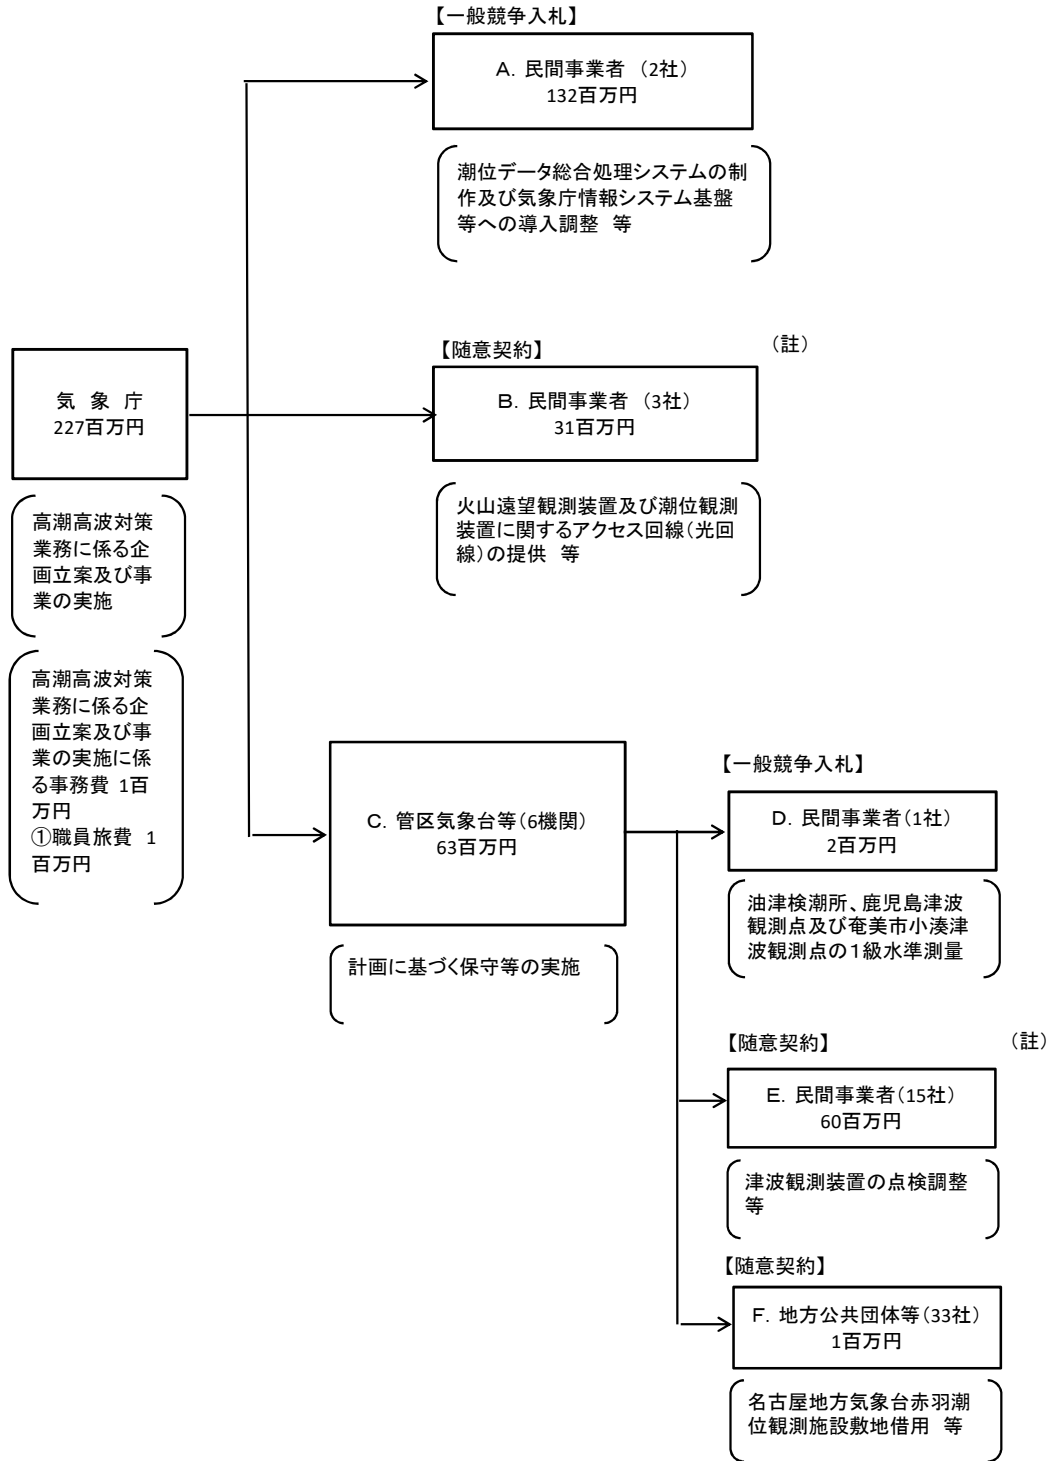 【一般競争入札】
A. 民間事業者 (2社)
132百万円
潮位データ総合処理システムの制
作及び気象庁情報システム基盤
等への導入調整 等
【随意契約】
(註)
B. 民間事業者 (3社)
31百万円
火山遠望観測装置及び潮位観測
装置に関するアクセス回線(光回
線)の提供 等
気 象 庁
227百万円
高潮高波対策
業務に係る企
画立案及び事
業の実施
高潮高波対策
業務に係る企
画立案及び事
業の実施に係
る事務費 1百
万円
①職員旅費 1
百万円
C. 管区気象台等(6機関)
63百万円
計画に基づく保守等の実施
【一般競争入札】
D. 民間事業者(1社)
2百万円
油津検潮所、鹿児島津波
観測点及び奄美市小湊津
波観測点の1級水準測量
【随意契約】
(註)
E. 民間事業者(15社)
60百万円
津波観測装置の点検調整
等
【随意契約】
F. 地方公共団体等(33社)
1百万円
名古屋地方気象台赤羽潮
位観測施設敷地借用 等